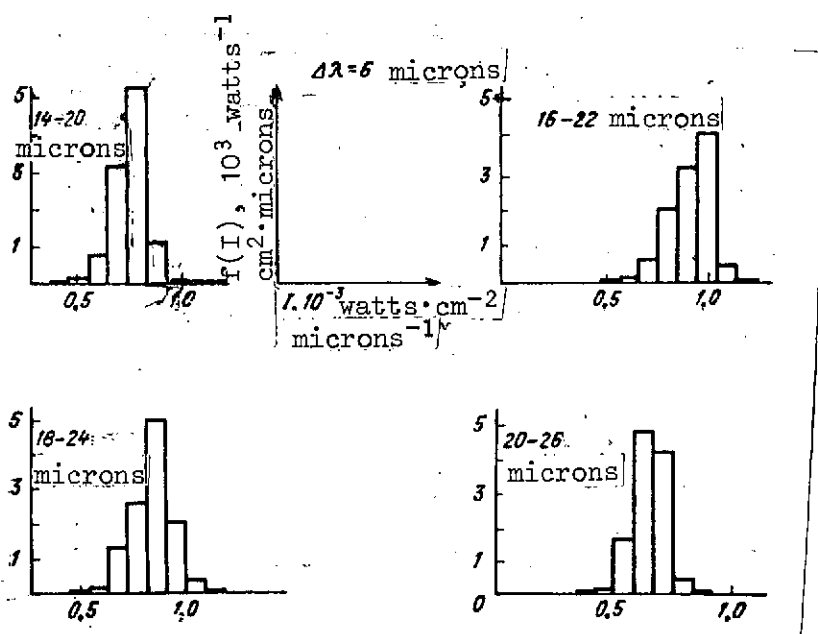 f(I), 10³ watts⁻¹
cm²·microns
Δλ=6 microns
I·10⁻³ watts·cm⁻²
microns⁻¹
5
14-20
microns
3
1
0,5 1,0
5
16-22 microns
3
1
0,5 1,0
5
18-24
microns
3
1
0,5 1,0
5
20-26
microns
3
1
0
0,5 1,0